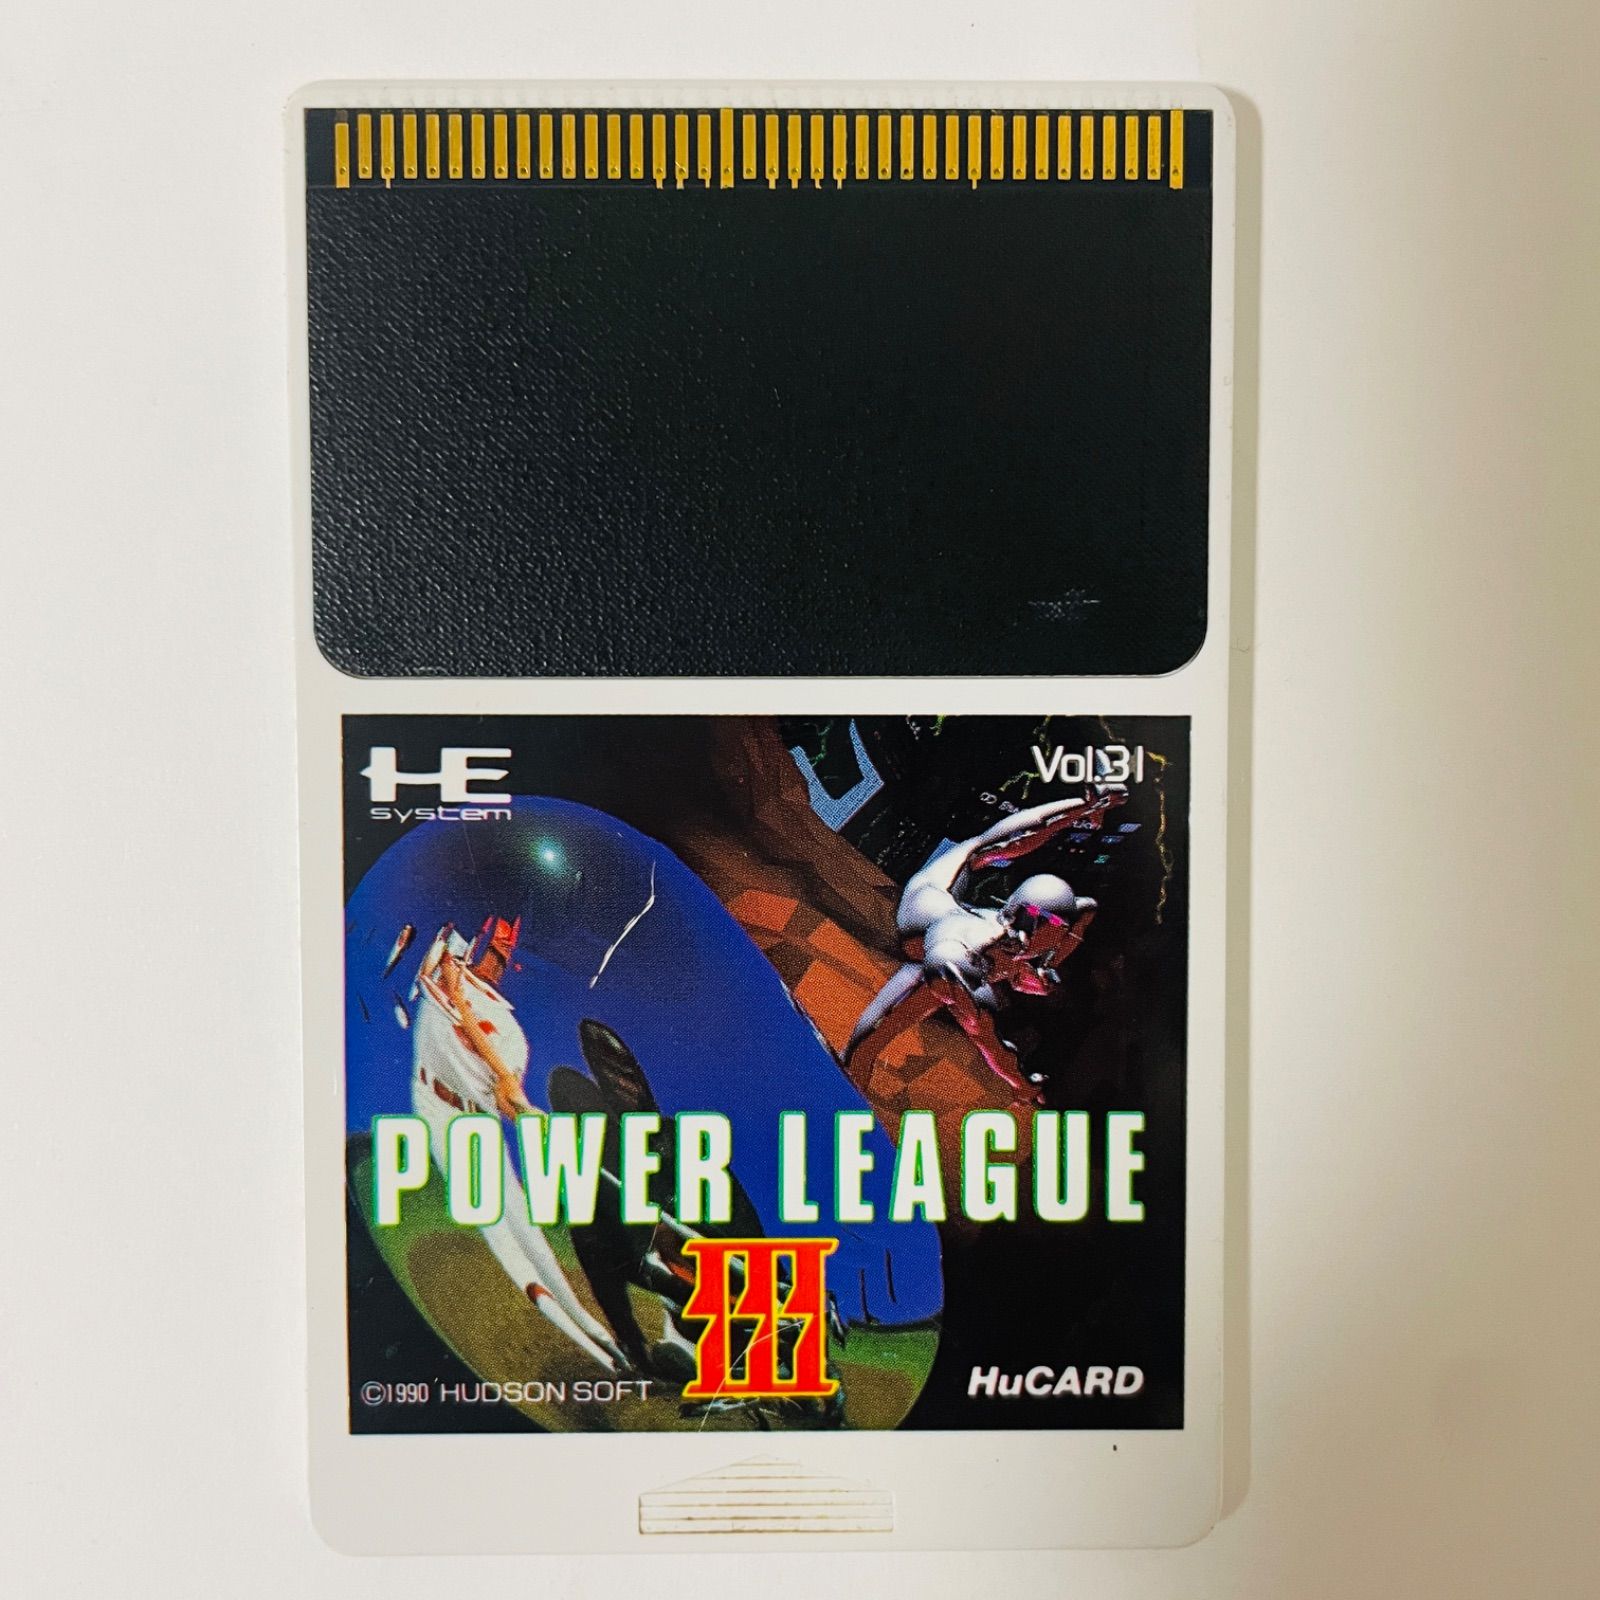 HE
system
Vol.31
POWER LEAGUE
III
©1990 HUDSON SOFT
HuCARD